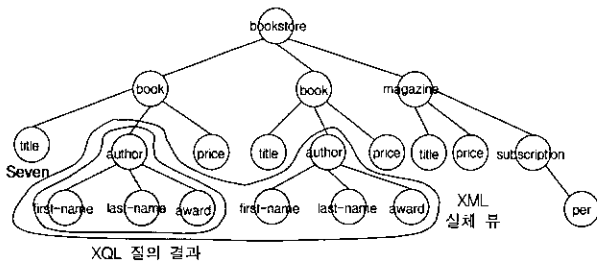 bookstore
book book magazine
title author price title author price title price subscription
Seven
first-name last-name award first-name last-name award per
XML
실체 뷰
XQL 질의 결과